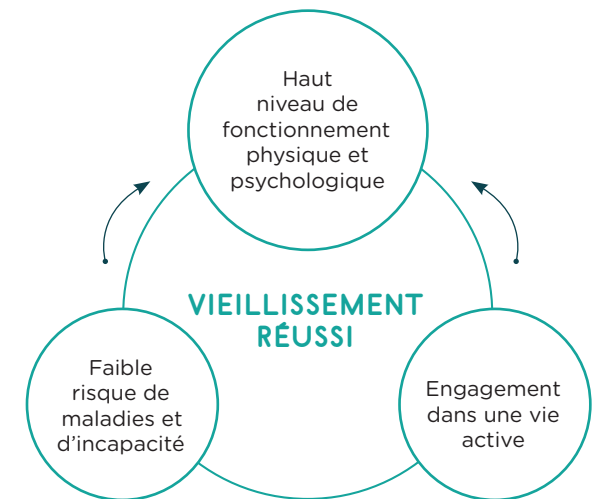 Haut
niveau de
fonctionnement
physique et
psychologique
VIEILLISSEMENT
RÉUSSI
Faible
risque de
maladies et
d'incapacité
Engagement
dans une vie
active